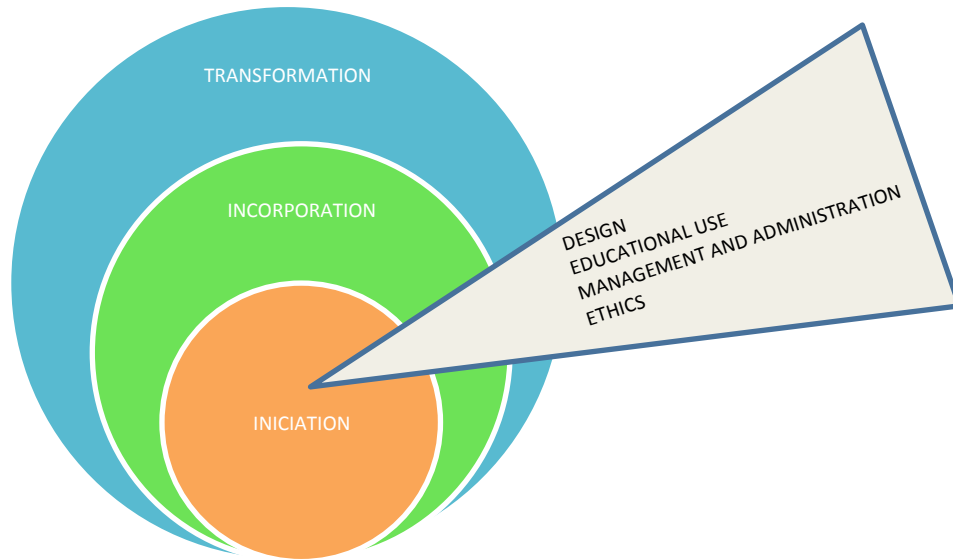 TRANSFORMATION
INCORPORATION
INICIATION
DESIGN
EDUCATIONAL USE
MANAGEMENT AND ADMINISTRATION
ETHICS